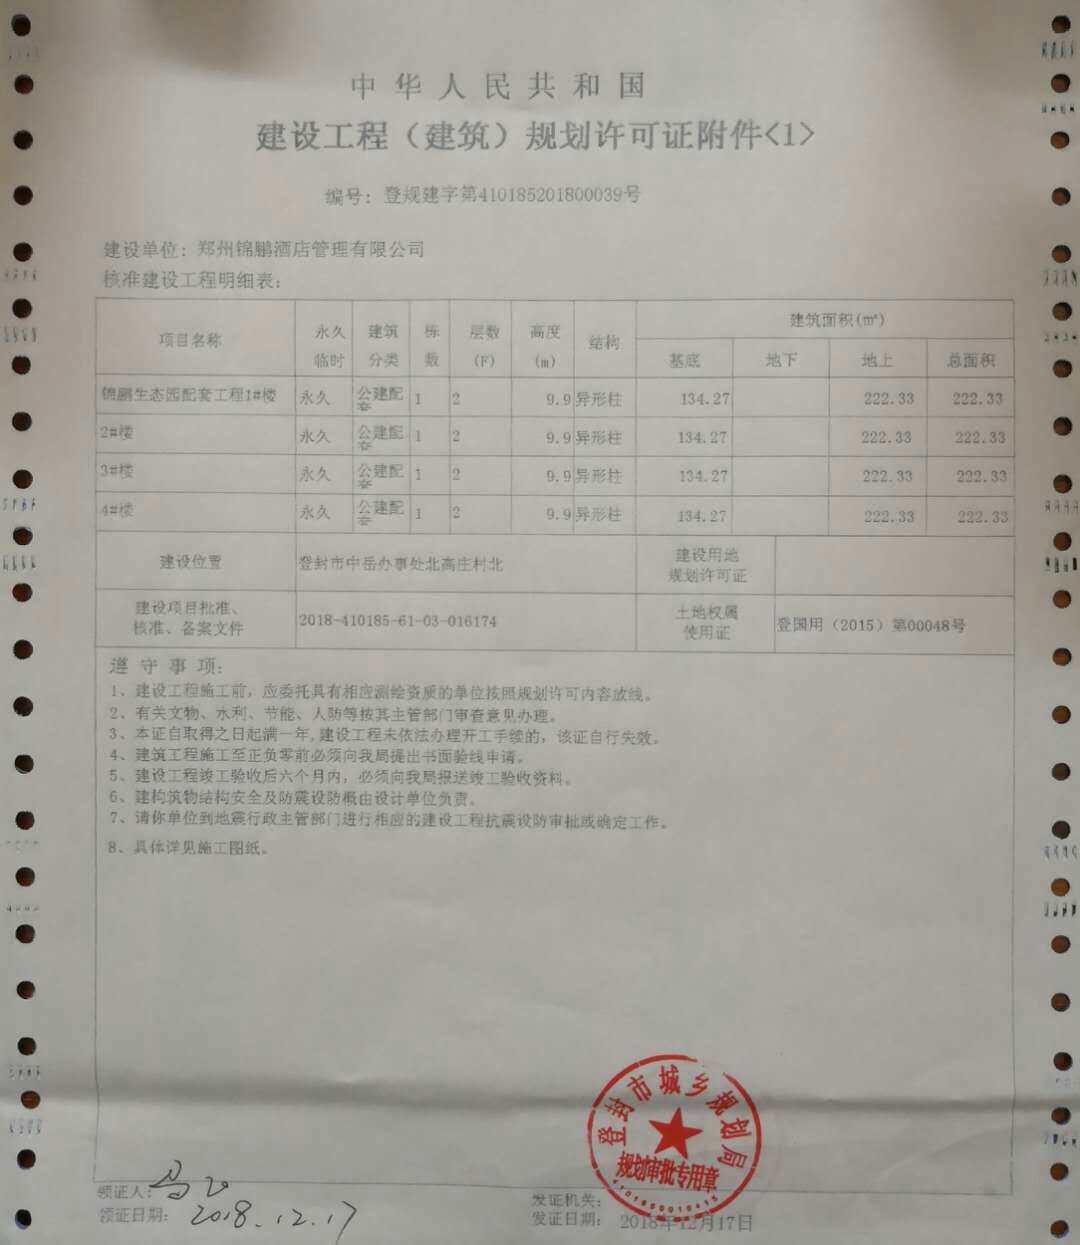 中华人民共和国
建设工程（建筑）规划许可证附件<1>
编号：登规建字第410185201800039号
建设单位：郑州锦鹏酒店管理有限公司
核准建设工程明细表：
项目名称 永久临时 建筑分类 栋数 层数(F) 高度(m) 结构 建筑面积(㎡)
基底 地下 地上 总面积
锦鹏生态园配套工程1#楼 永久 公建配套 1 2 9.9 异形柱 134.27 222.33 222.33
2#楼 永久 公建配套 1 2 9.9 异形柱 134.27 222.33 222.33
3#楼 永久 公建配套 1 2 9.9 异形柱 134.27 222.33 222.33
4#楼 永久 公建配套 1 2 9.9 异形柱 134.27 222.33 222.33
建设位置 登封市中岳办事处北高庄村北 建设用地规划许可证
建设项目批准、核准、备案文件 2018-410185-61-03-016174 土地权属使用证 登国用（2015）第00048号
遵守事项：
1、建设工程施工前，应委托具有相应测绘资质的单位按照规划许可内容放线。
2、有关文物、水利、节能、人防等按其主管部门审查意见办理。
3、本证自取得之日起满一年,建设工程未依法办理开工手续的，该证自行失效。
4、建筑工程施工至正负零前必须向我局提出书面验线申请。
5、建设工程竣工验收后六个月内，必须向我局报送竣工验收资料。
6、建构筑物结构安全及防震设防概由设计单位负责。
7、请你单位到地震行政主管部门进行相应的建设工程抗震设防审批或确定工作。
8、具体详见施工图纸。
登封市城乡规划局
规划审批专用章
领证人：
领证日期： 2018.12.17
发证机关：
发证日期： 2018年12月17日